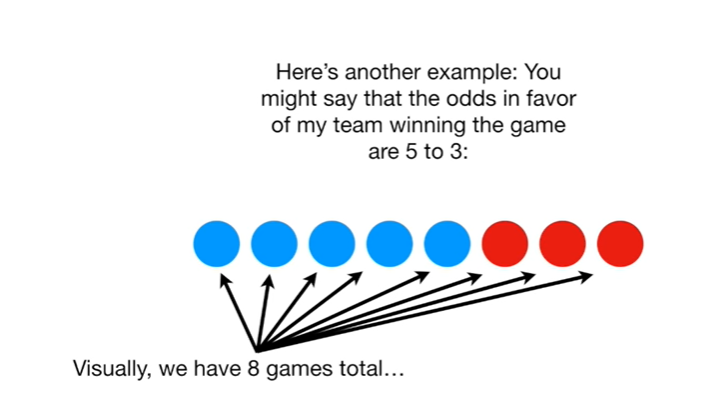 Here’s another example: You
might say that the odds in favor
of my team winning the game
are 5 to 3:
Visually, we have 8 games total…